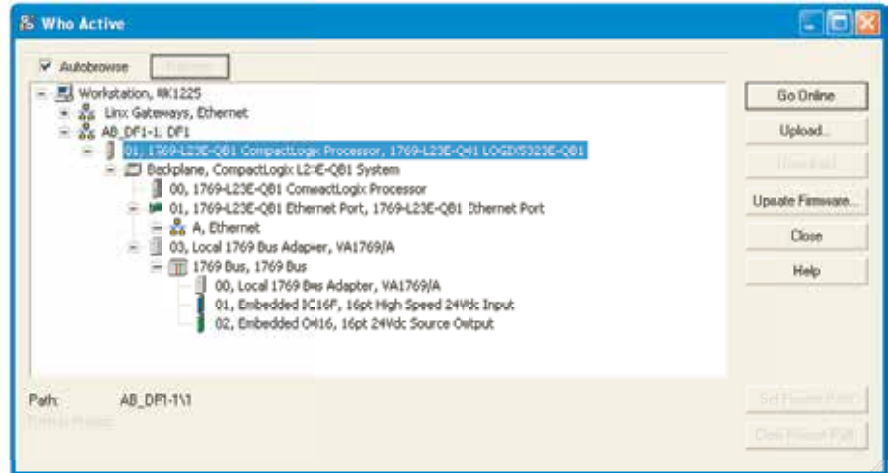 Who Active
Autobrowse
Workstation, WK1225
Linx Gateways, Ethernet
AB_DF1-1, DF1
01, 1769-L23E-QB1 CompactLogix Processor, 1769-L23E-QB1 LOGIX5323E-QB1
Backplane, CompactLogix L23E-QB1 System
00, 1769-L23E-QB1 CompactLogix Processor
01, 1769-L23E-QB1 Ethernet Port, 1769-L23E-QB1 Ethernet Port
A, Ethernet
03, Local 1769 Bus Adapter, VA1769/A
1769 Bus, 1769 Bus
00, Local 1769 Bus Adapter, VA1769/A
01, Embedded IQ16F, 16pt High Speed 24Vdc Input
02, Embedded OB16, 16pt 24Vdc Source Output
Go Online
Upload...
Download
Update Firmware...
Close
Help
Path: AB_DF1-1\1
Set Project Path
Clear Project Path